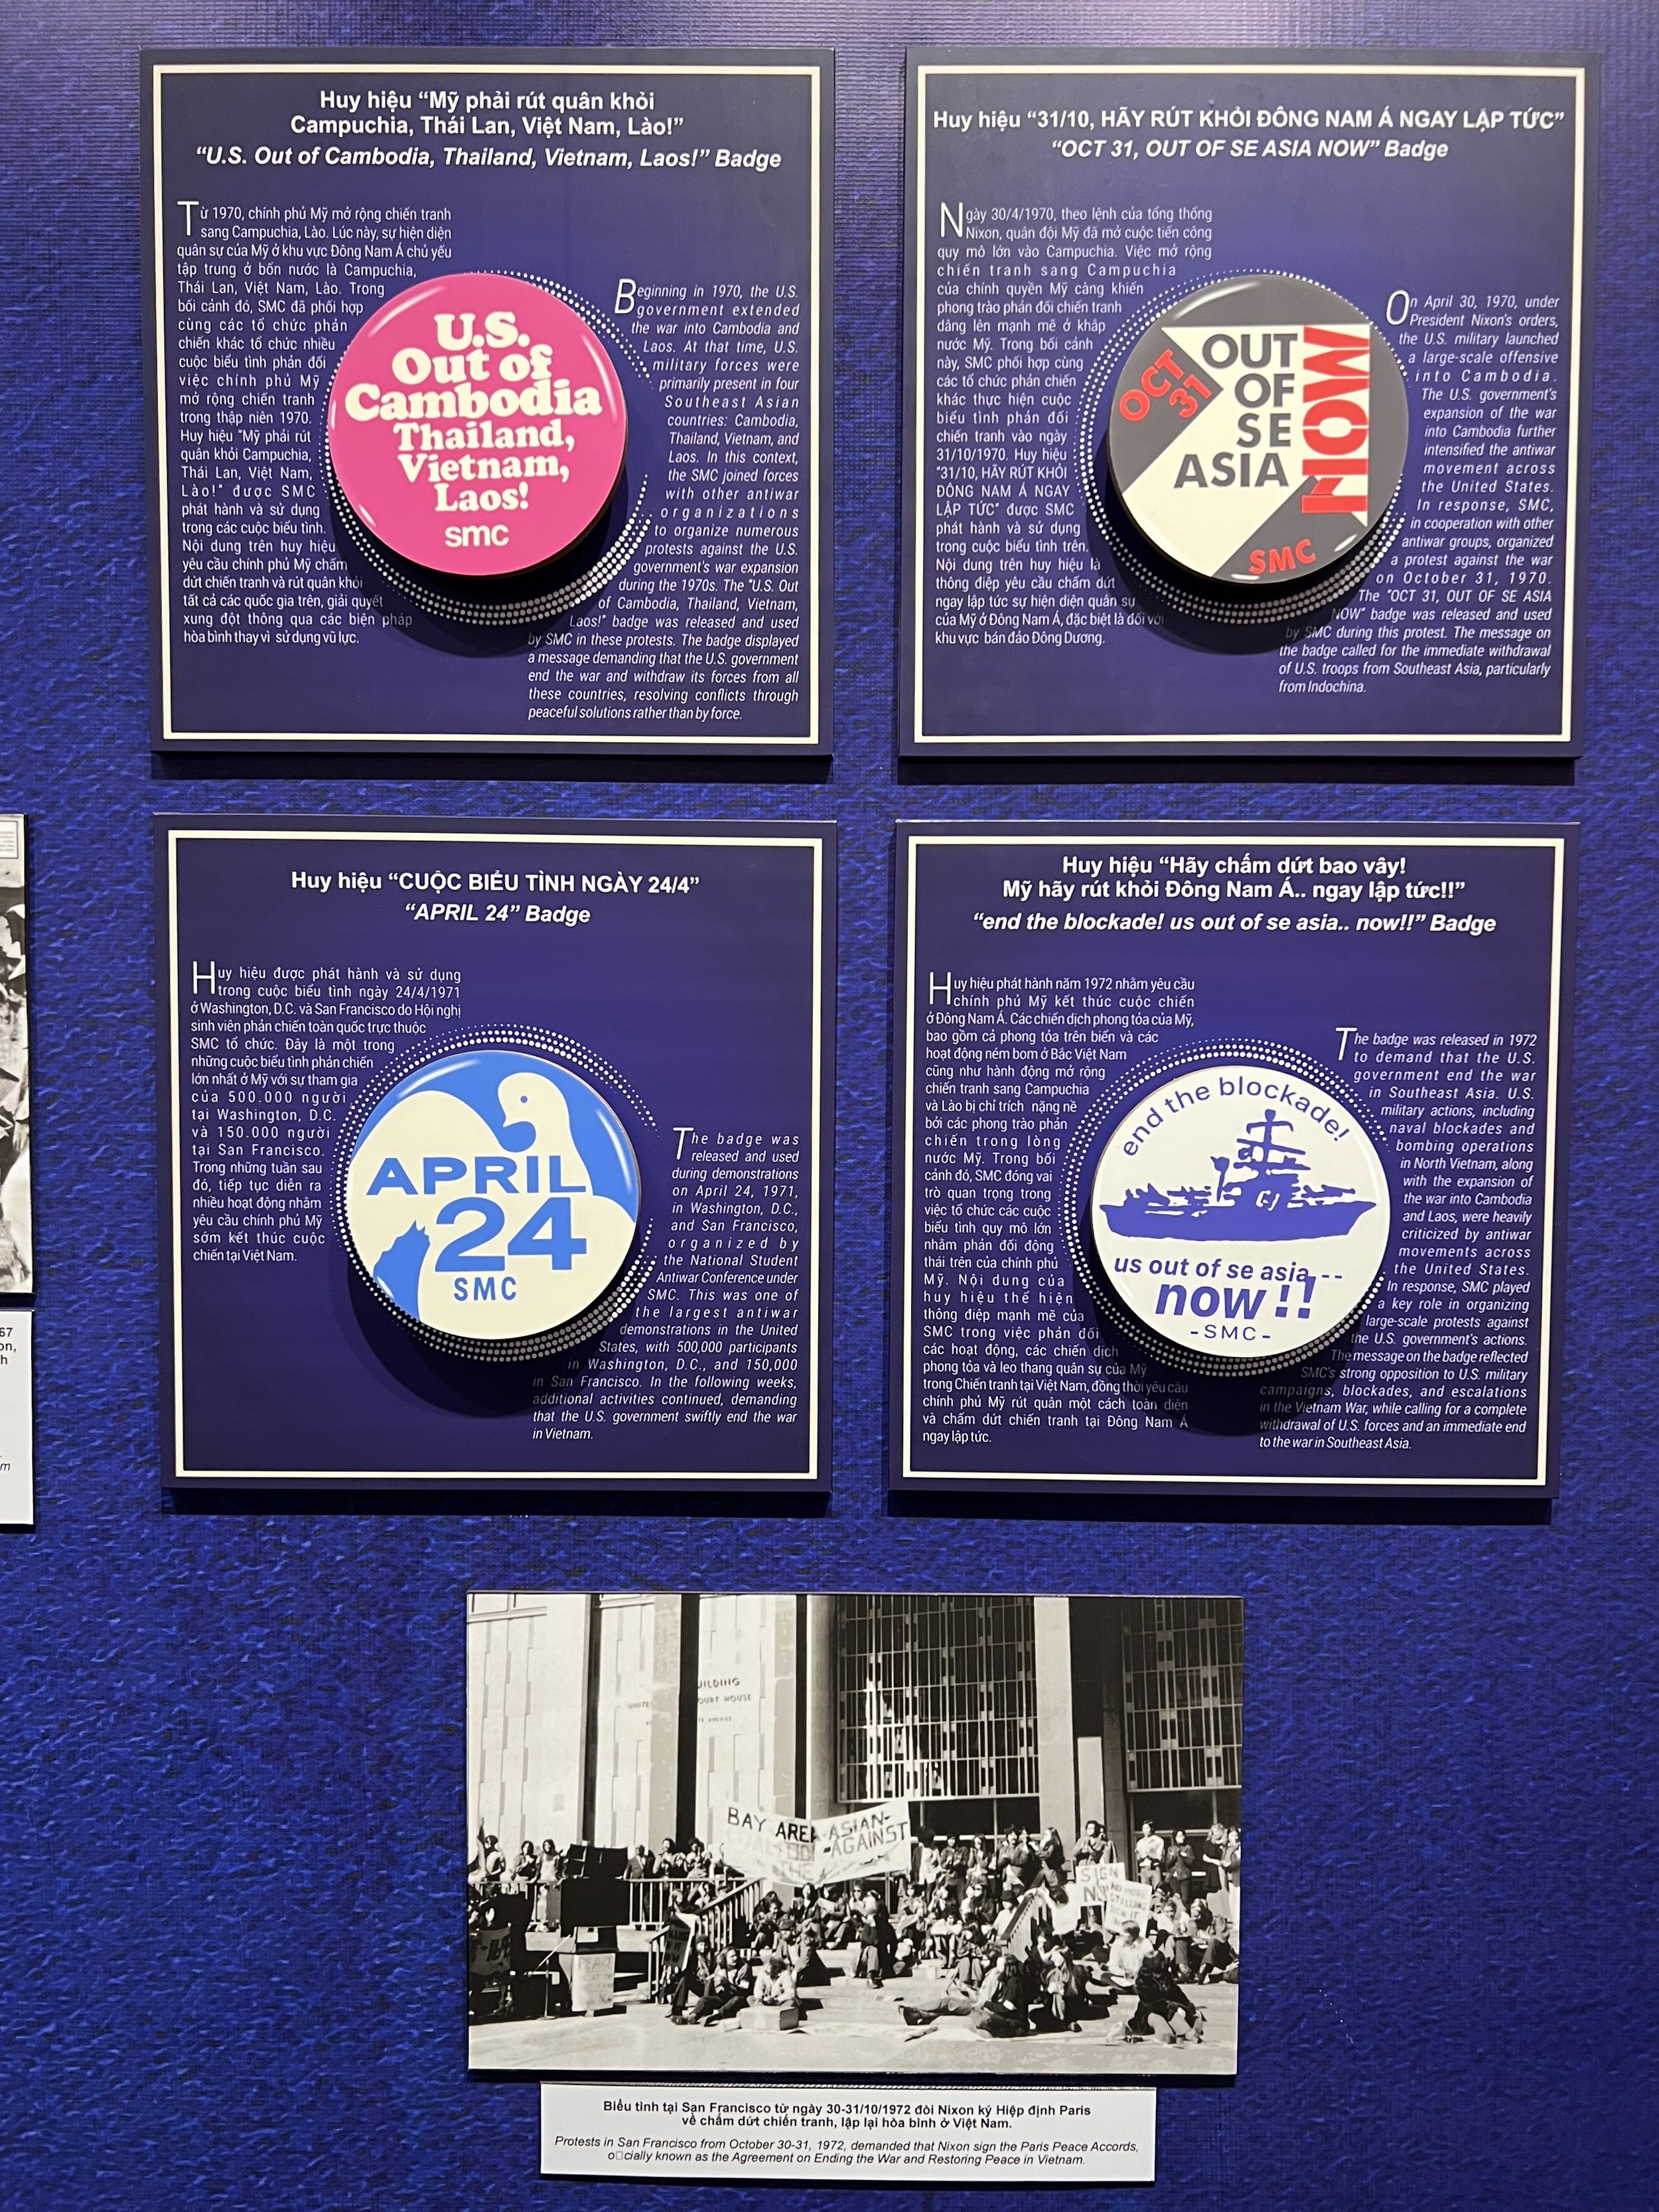 Huy hiệu “Mỹ phải rút quân khỏi
Campuchia, Thái Lan, Việt Nam, Lào!”
“U.S. Out of Cambodia, Thailand, Vietnam, Laos!” Badge
Từ 1970, chính phủ Mỹ mở rộng chiến tranh
sang Campuchia, Lào. Lúc này, sự hiện diện
quân sự của Mỹ ở khu vực Đông Nam Á chủ yếu
tập trung ở bốn nước là Campuchia,
Thái Lan, Việt Nam, Lào. Trong
bối cảnh đó, SMC đã phối hợp
cùng các tổ chức phản
chiến khác tổ chức nhiều
cuộc biểu tình phản đối
việc chính phủ Mỹ
mở rộng chiến tranh
trong thập niên 1970.
Huy hiệu "Mỹ phải rút
quân khỏi Campuchia,
Thái Lan, Việt Nam,
Lào!" được SMC
phát hành và sử dụng
trong các cuộc biểu tình.
Nội dung trên huy hiệu
yêu cầu chính phủ Mỹ chấm
dứt chiến tranh và rút quân khỏi
tất cả các quốc gia trên, giải quyết
xung đột thông qua các biện pháp
hòa bình thay vì sử dụng vũ lực.
U.S.
Out of
Cambodia
Thailand,
Vietnam,
Laos!
smc
Beginning in 1970, the U.S.
government extended
the war into Cambodia and
Laos. At that time, U.S.
military forces were
primarily present in four
Southeast Asian
countries: Cambodia,
Thailand, Vietnam, and
Laos. In this context,
the SMC joined forces
with other antiwar
organizations
to organize numerous
protests against the U.S.
government's war expansion
during the 1970s. The "U.S. Out
of Cambodia, Thailand, Vietnam,
Laos!" badge was released and used
by SMC in these protests. The badge displayed
a message demanding that the U.S. government
end the war and withdraw its forces from all
these countries, resolving conflicts through
peaceful solutions rather than by force.
Huy hiệu “31/10, HÃY RÚT KHỎI ĐÔNG NAM Á NGAY LẬP TỨC”
“OCT 31, OUT OF SE ASIA NOW” Badge
Ngày 30/4/1970, theo lệnh của tổng thống
Nixon, quân đội Mỹ đã mở cuộc tiến công
quy mô lớn vào Campuchia. Việc mở rộng
chiến tranh sang Campuchia
của chính quyền Mỹ càng khiến
phong trào phản đối chiến tranh
dâng lên mạnh mẽ ở khắp
nước Mỹ. Trong bối cảnh
này, SMC phối hợp cùng
các tổ chức phản chiến
khác thực hiện cuộc
biểu tình phản đối
chiến tranh vào ngày
31/10/1970. Huy hiệu
"31/10, HÃY RÚT KHỎI
ĐÔNG NAM Á NGAY
LẬP TỨC" được SMC
phát hành và sử dụng
trong cuộc biểu tình trên.
Nội dung trên huy hiệu là
thông điệp yêu cầu chấm dứt
ngay lập tức sự hiện diện quân sự
của Mỹ ở Đông Nam Á, đặc biệt là đối với
khu vực bán đảo Đông Dương.
OCT
31
OUT
OF
SE
ASIA
NOW
SMC
On April 30, 1970, under
President Nixon's orders,
the U.S. military launched
a large-scale offensive
into Cambodia.
The U.S. government's
expansion of the war
into Cambodia further
intensified the antiwar
movement across
the United States.
In response, SMC,
in cooperation with other
antiwar groups, organized
a protest against the war
on October 31, 1970.
The "OCT 31, OUT OF SE ASIA
NOW" badge was released and used
by SMC during this protest. The message on
the badge called for the immediate withdrawal
of U.S. troops from Southeast Asia, particularly
from Indochina.
Huy hiệu “CUỘC BIỂU TÌNH NGÀY 24/4”
“APRIL 24” Badge
Huy hiệu được phát hành và sử dụng
trong cuộc biểu tình ngày 24/4/1971
ở Washington, D.C. và San Francisco do Hội nghị
sinh viên phản chiến toàn quốc trực thuộc
SMC tổ chức. Đây là một trong
những cuộc biểu tình phản chiến
lớn nhất ở Mỹ với sự tham gia
của 500.000 người
tại Washington, D.C.
và 150.000 người
tại San Francisco.
Trong những tuần sau
đó, tiếp tục diễn ra
nhiều hoạt động nhằm
yêu cầu chính phủ Mỹ
sớm kết thúc cuộc
chiến tại Việt Nam.
APRIL
24
SMC
The badge was
released and used
during demonstrations
on April 24, 1971,
in Washington, D.C.,
and San Francisco,
organized by
the National Student
Antiwar Conference under
SMC. This was one of
the largest antiwar
demonstrations in the United
States, with 500,000 participants
in Washington, D.C., and 150,000
in San Francisco. In the following weeks,
additional activities continued, demanding
that the U.S. government swiftly end the war
in Vietnam.
Huy hiệu “Hãy chấm dứt bao vây!
Mỹ hãy rút khỏi Đông Nam Á.. ngay lập tức!!”
“end the blockade! us out of se asia.. now!!” Badge
Huy hiệu phát hành năm 1972 nhằm yêu cầu
chính phủ Mỹ kết thúc cuộc chiến
ở Đông Nam Á. Các chiến dịch phong tỏa của Mỹ,
bao gồm cả phong tỏa trên biển và các
hoạt động ném bom ở Bắc Việt Nam
cũng như hành động mở rộng
chiến tranh sang Campuchia
và Lào bị chỉ trích nặng nề
bởi các phong trào phản
chiến trong lòng
nước Mỹ. Trong bối
cảnh đó, SMC đóng vai
trò quan trọng trong
việc tổ chức các cuộc
biểu tình quy mô lớn
nhằm phản đối động
thái trên của chính phủ
Mỹ. Nội dung của
huy hiệu thể hiện
thông điệp mạnh mẽ của
SMC trong việc phản đối
các hoạt động, các chiến dịch
phong tỏa và leo thang quân sự của Mỹ
trong Chiến tranh tại Việt Nam, đồng thời yêu cầu
chính phủ Mỹ rút quân một cách toàn diện
và chấm dứt chiến tranh tại Đông Nam Á
ngay lập tức.
end the blockade!
us out of se asia --
now!!
-SMC-
The badge was released in 1972
to demand that the U.S.
government end the war
in Southeast Asia. U.S.
military actions, including
naval blockades and
bombing operations
in North Vietnam, along
with the expansion of
the war into Cambodia
and Laos, were heavily
criticized by antiwar
movements across
the United States.
In response, SMC played
a key role in organizing
large-scale protests against
the U.S. government's actions.
The message on the badge reflected
SMC's strong opposition to U.S. military
campaigns, blockades, and escalations
in the Vietnam War, while calling for a complete
withdrawal of U.S. forces and an immediate end
to the war in Southeast Asia.
BAY AREA ASIAN-
-AGAINST
SIGN
Biểu tình tại San Francisco từ ngày 30-31/10/1972 đòi Nixon ký Hiệp định Paris
về chấm dứt chiến tranh, lập lại hòa bình ở Việt Nam.
Protests in San Francisco from October 30-31, 1972, demanded that Nixon sign the Paris Peace Accords,
o□cially known as the Agreement on Ending the War and Restoring Peace in Vietnam.